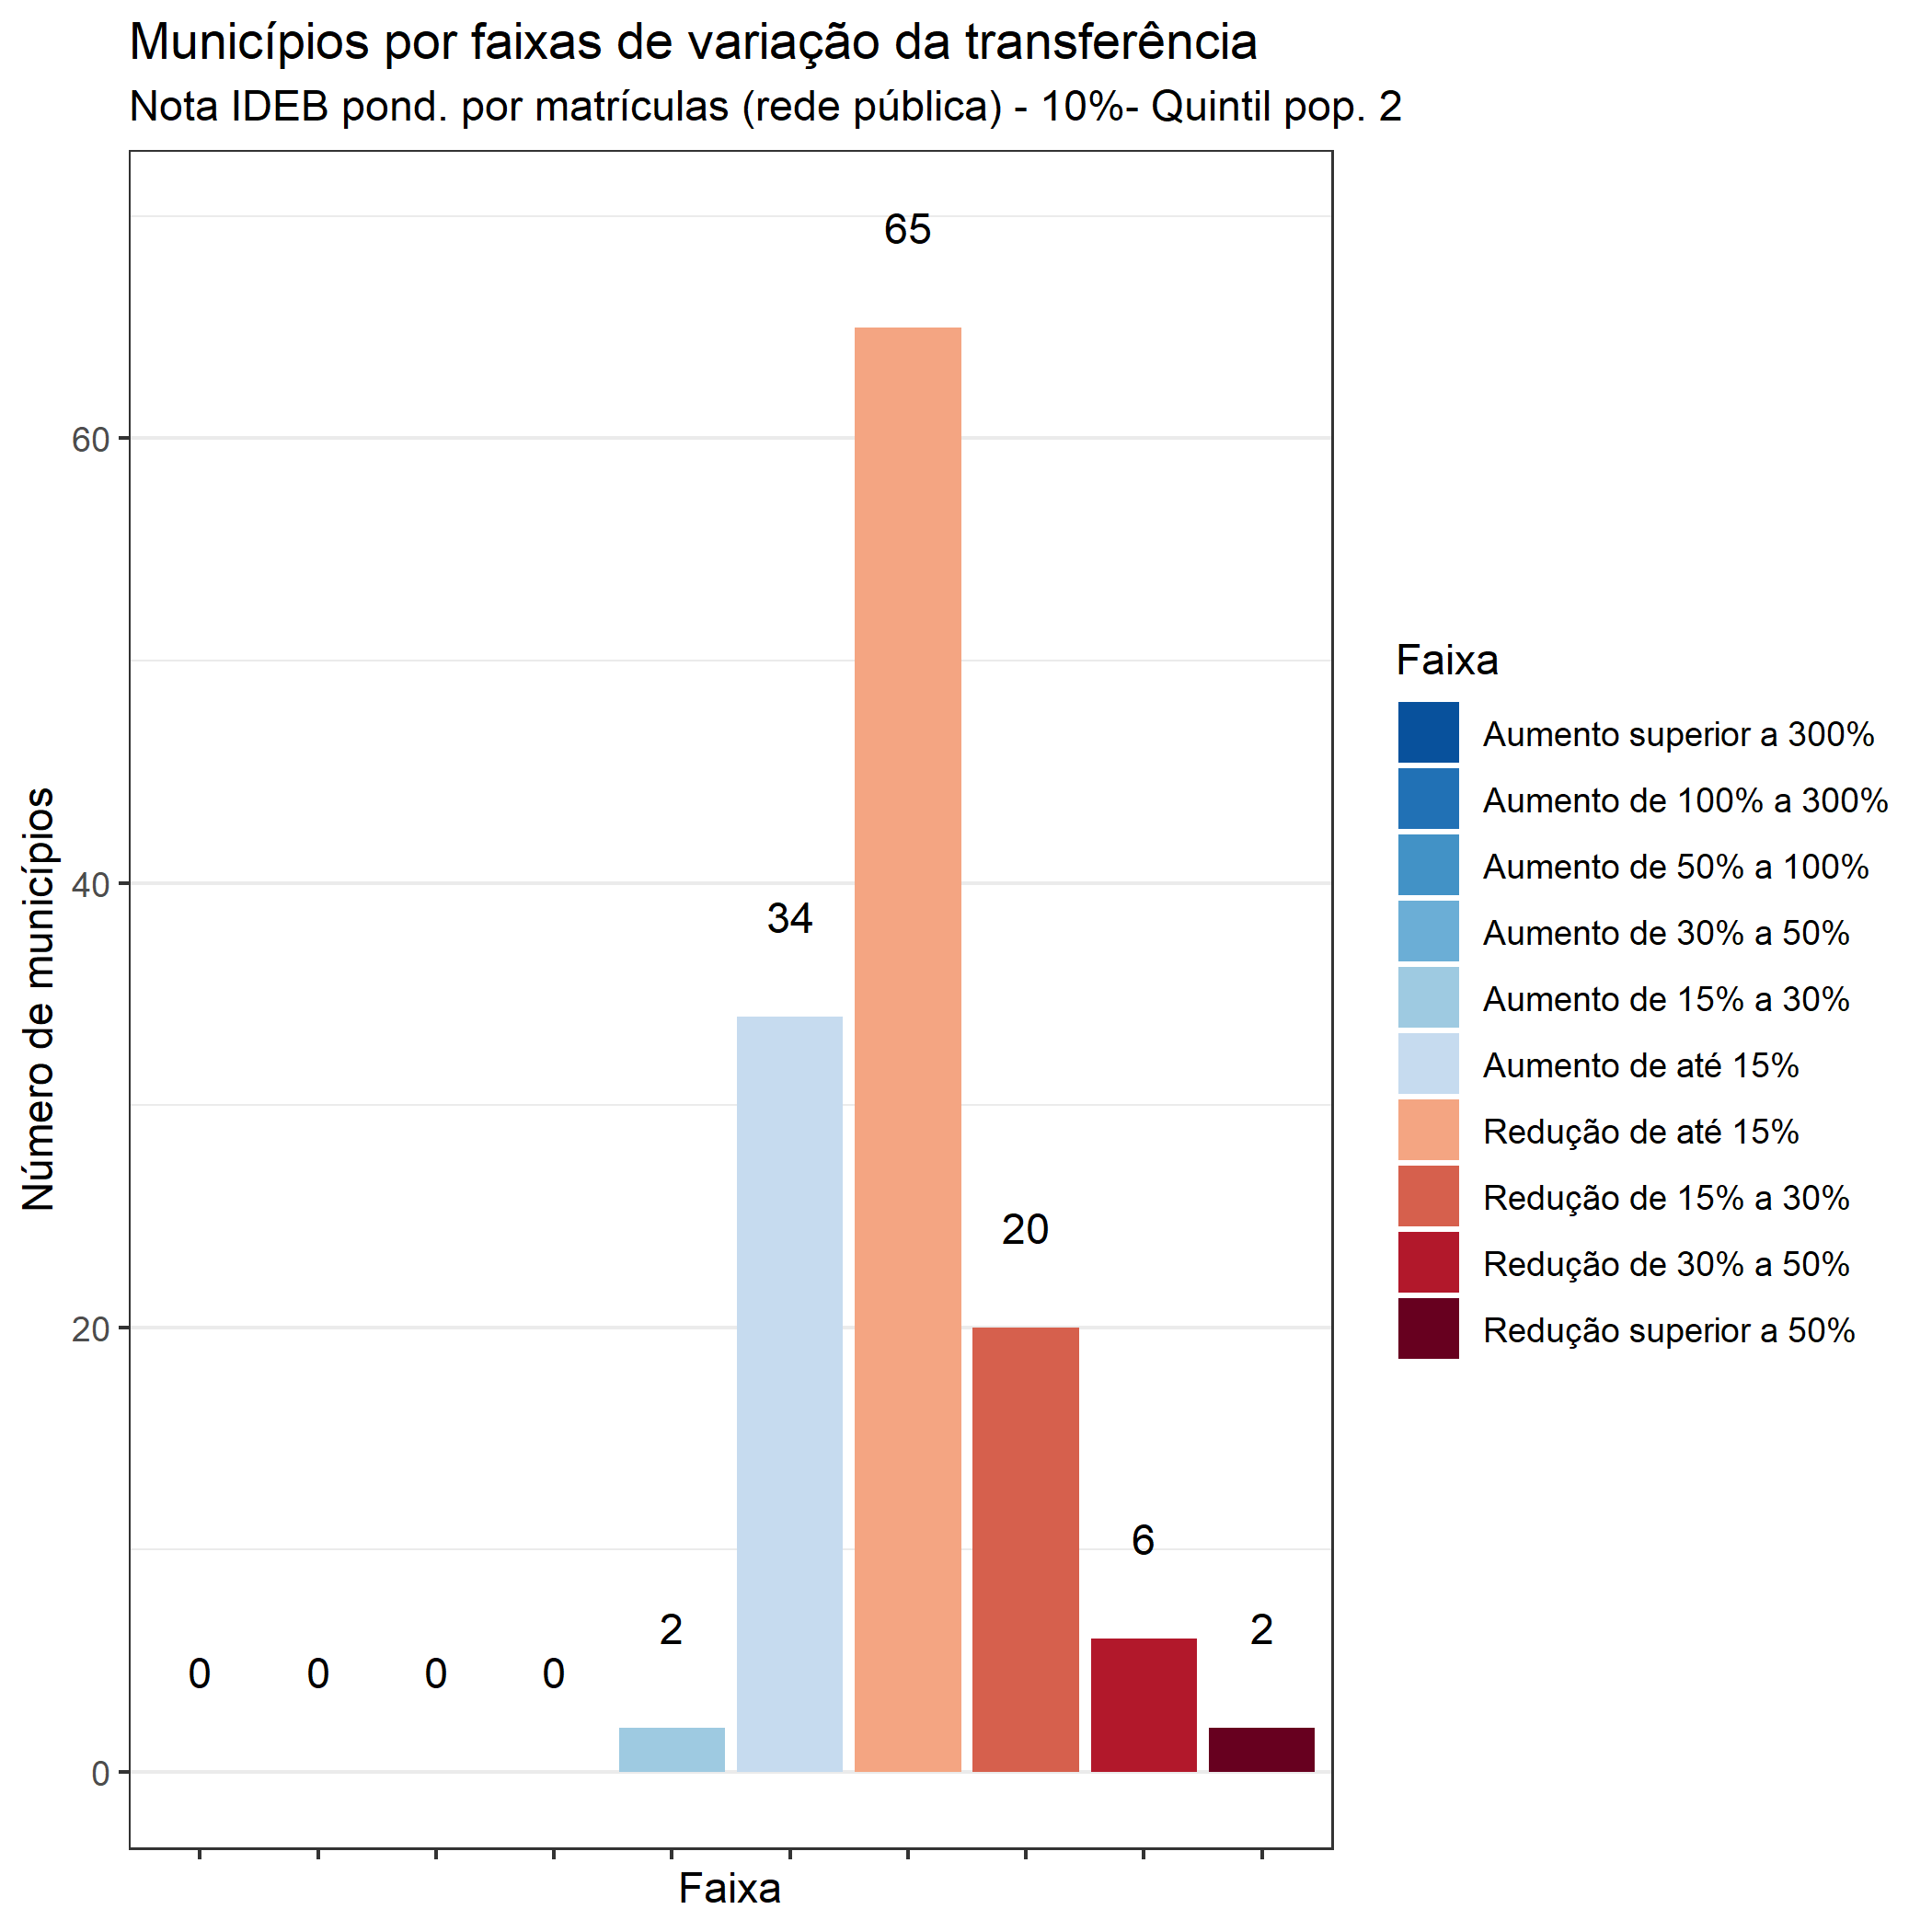 Municípios por faixas de variação da transferência
Nota IDEB pond. por matrículas (rede pública) - 10%- Quintil pop. 2
Número de municípios
60
40
20
0
65
34
20
6
2
2
0
0
0
0
Faixa
Faixa
Aumento superior a 300%
Aumento de 100% a 300%
Aumento de 50% a 100%
Aumento de 30% a 50%
Aumento de 15% a 30%
Aumento de até 15%
Redução de até 15%
Redução de 15% a 30%
Redução de 30% a 50%
Redução superior a 50%